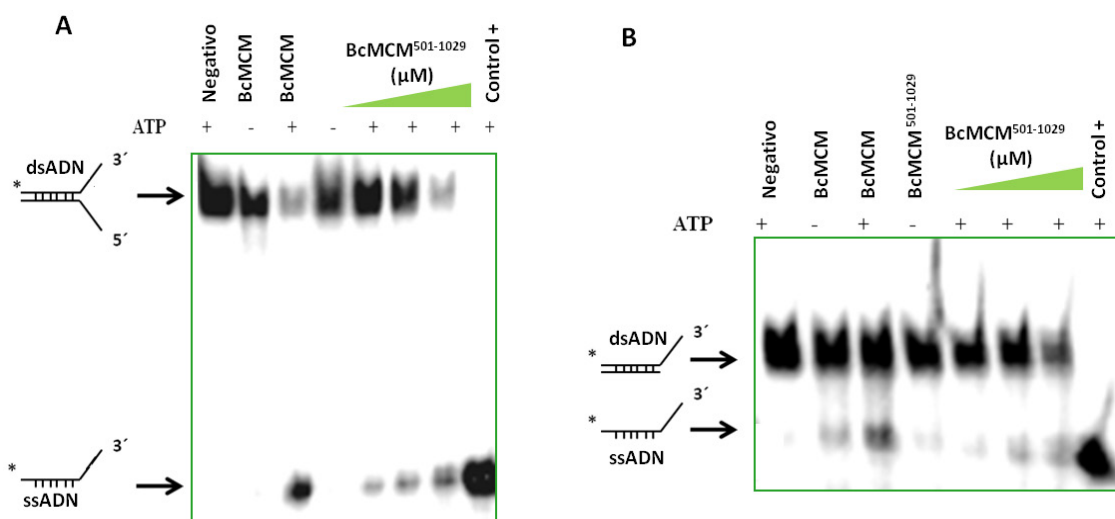 A
Negativo
BcMCM
BcMCM
BcMCM501-1029
(µM)
Control +
ATP
+ - + - + + + +
dsADN
*
3´
5´
3´
*
ssADN
B
Negativo
BcMCM
BcMCM
BcMCM501-1029
BcMCM501-1029
(µM)
Control +
ATP
+ - + - + + + +
dsADN
*
3´
*
3´
ssADN